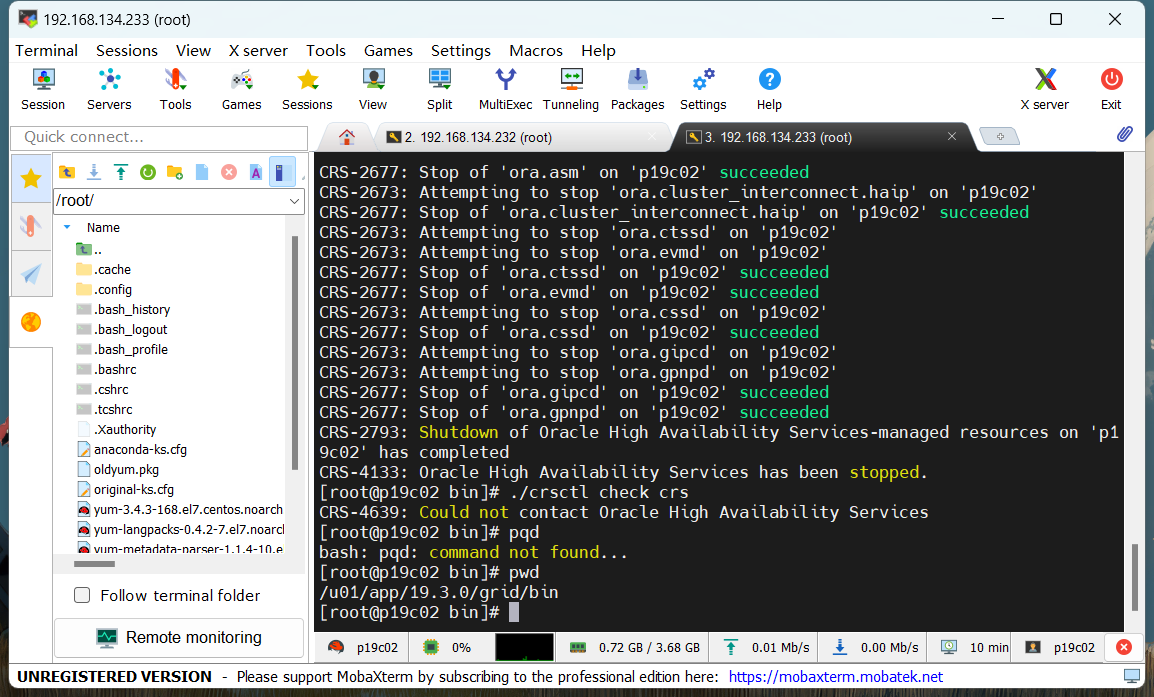 192.168.134.233 (root)
Terminal Sessions View X server Tools Games Settings Macros Help
Session Servers Tools Games Sessions View Split MultiExec Tunneling Packages Settings Help X server Exit
Quick connect...
2. 192.168.134.232 (root)
3. 192.168.134.233 (root)
/root/
Name
..
.cache
.config
.bash_history
.bash_logout
.bash_profile
.bashrc
.cshrc
.tcshrc
.Xauthority
anaconda-ks.cfg
oldyum.pkg
original-ks.cfg
yum-3.4.3-168.el7.centos.noarch
yum-langpacks-0.4.2-7.el7.noarch
yum-metadata-parser-1.1.4-10.e
Follow terminal folder
Remote monitoring
CRS-2677: Stop of 'ora.asm' on 'p19c02' succeeded
CRS-2673: Attempting to stop 'ora.cluster_interconnect.haip' on 'p19c02'
CRS-2677: Stop of 'ora.cluster_interconnect.haip' on 'p19c02' succeeded
CRS-2673: Attempting to stop 'ora.ctssd' on 'p19c02'
CRS-2673: Attempting to stop 'ora.evmd' on 'p19c02'
CRS-2677: Stop of 'ora.ctssd' on 'p19c02' succeeded
CRS-2677: Stop of 'ora.evmd' on 'p19c02' succeeded
CRS-2673: Attempting to stop 'ora.cssd' on 'p19c02'
CRS-2677: Stop of 'ora.cssd' on 'p19c02' succeeded
CRS-2673: Attempting to stop 'ora.gipcd' on 'p19c02'
CRS-2673: Attempting to stop 'ora.gpnpd' on 'p19c02'
CRS-2677: Stop of 'ora.gipcd' on 'p19c02' succeeded
CRS-2677: Stop of 'ora.gpnpd' on 'p19c02' succeeded
CRS-2793: Shutdown of Oracle High Availability Services-managed resources on 'p1
9c02' has completed
CRS-4133: Oracle High Availability Services has been stopped.
[root@p19c02 bin]# ./crsctl check crs
CRS-4639: Could not contact Oracle High Availability Services
[root@p19c02 bin]# pqd
bash: pqd: command not found...
[root@p19c02 bin]# pwd
/u01/app/19.3.0/grid/bin
[root@p19c02 bin]#
p19c02 0% 0.72 GB / 3.68 GB 0.01 Mb/s 0.00 Mb/s 10 min p19c02
UNREGISTERED VERSION - Please support MobaXterm by subscribing to the professional edition here: https://mobaxterm.mobatek.net